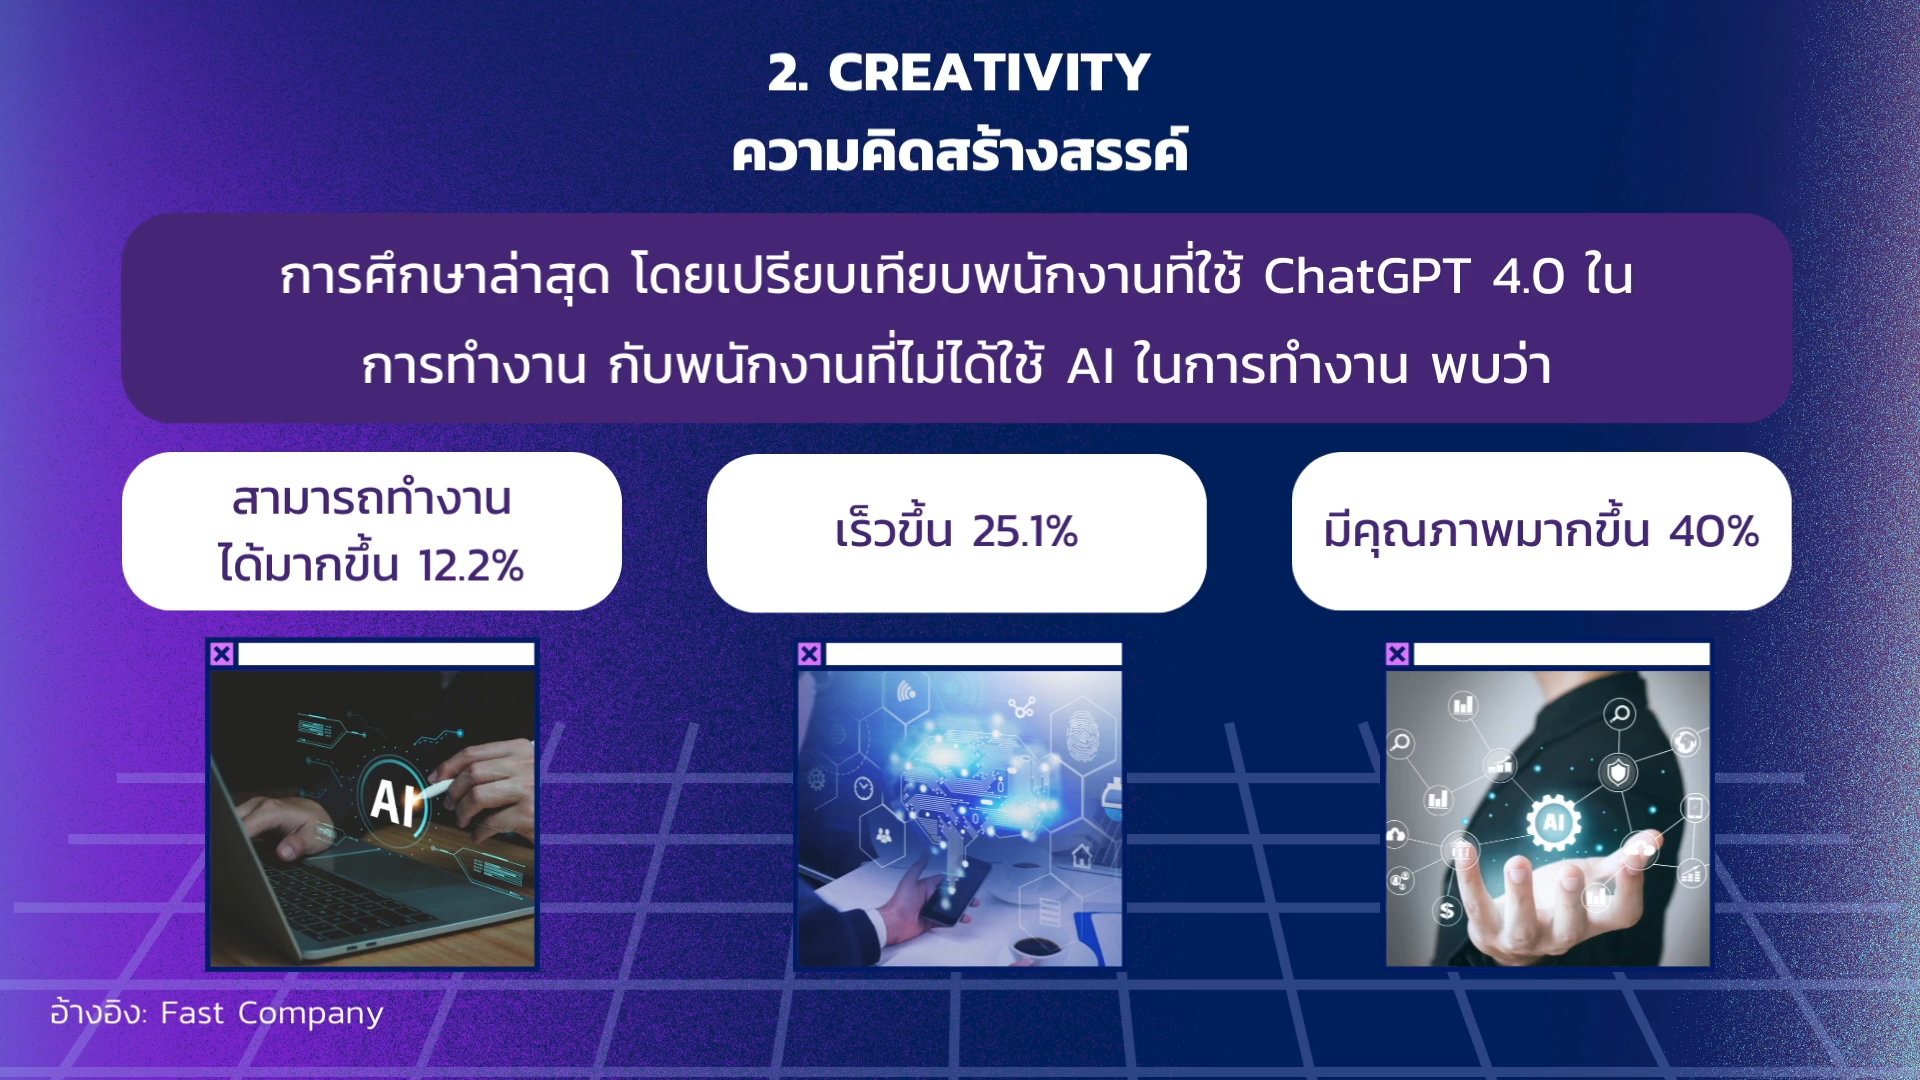 2. CREATIVITY
ความคิดสร้างสรรค์
การศึกษาล่าสุด โดยเปรียบเทียบพนักงานที่ใช้ ChatGPT 4.0 ใน
การทำงาน กับพนักงานที่ไม่ได้ใช้ AI ในการทำงาน พบว่า
สามารถทำงาน
ได้มากขึ้น 12.2%
เร็วขึ้น 25.1%
มีคุณภาพมากขึ้น 40%
AI
AI
อ้างอิง: Fast Company